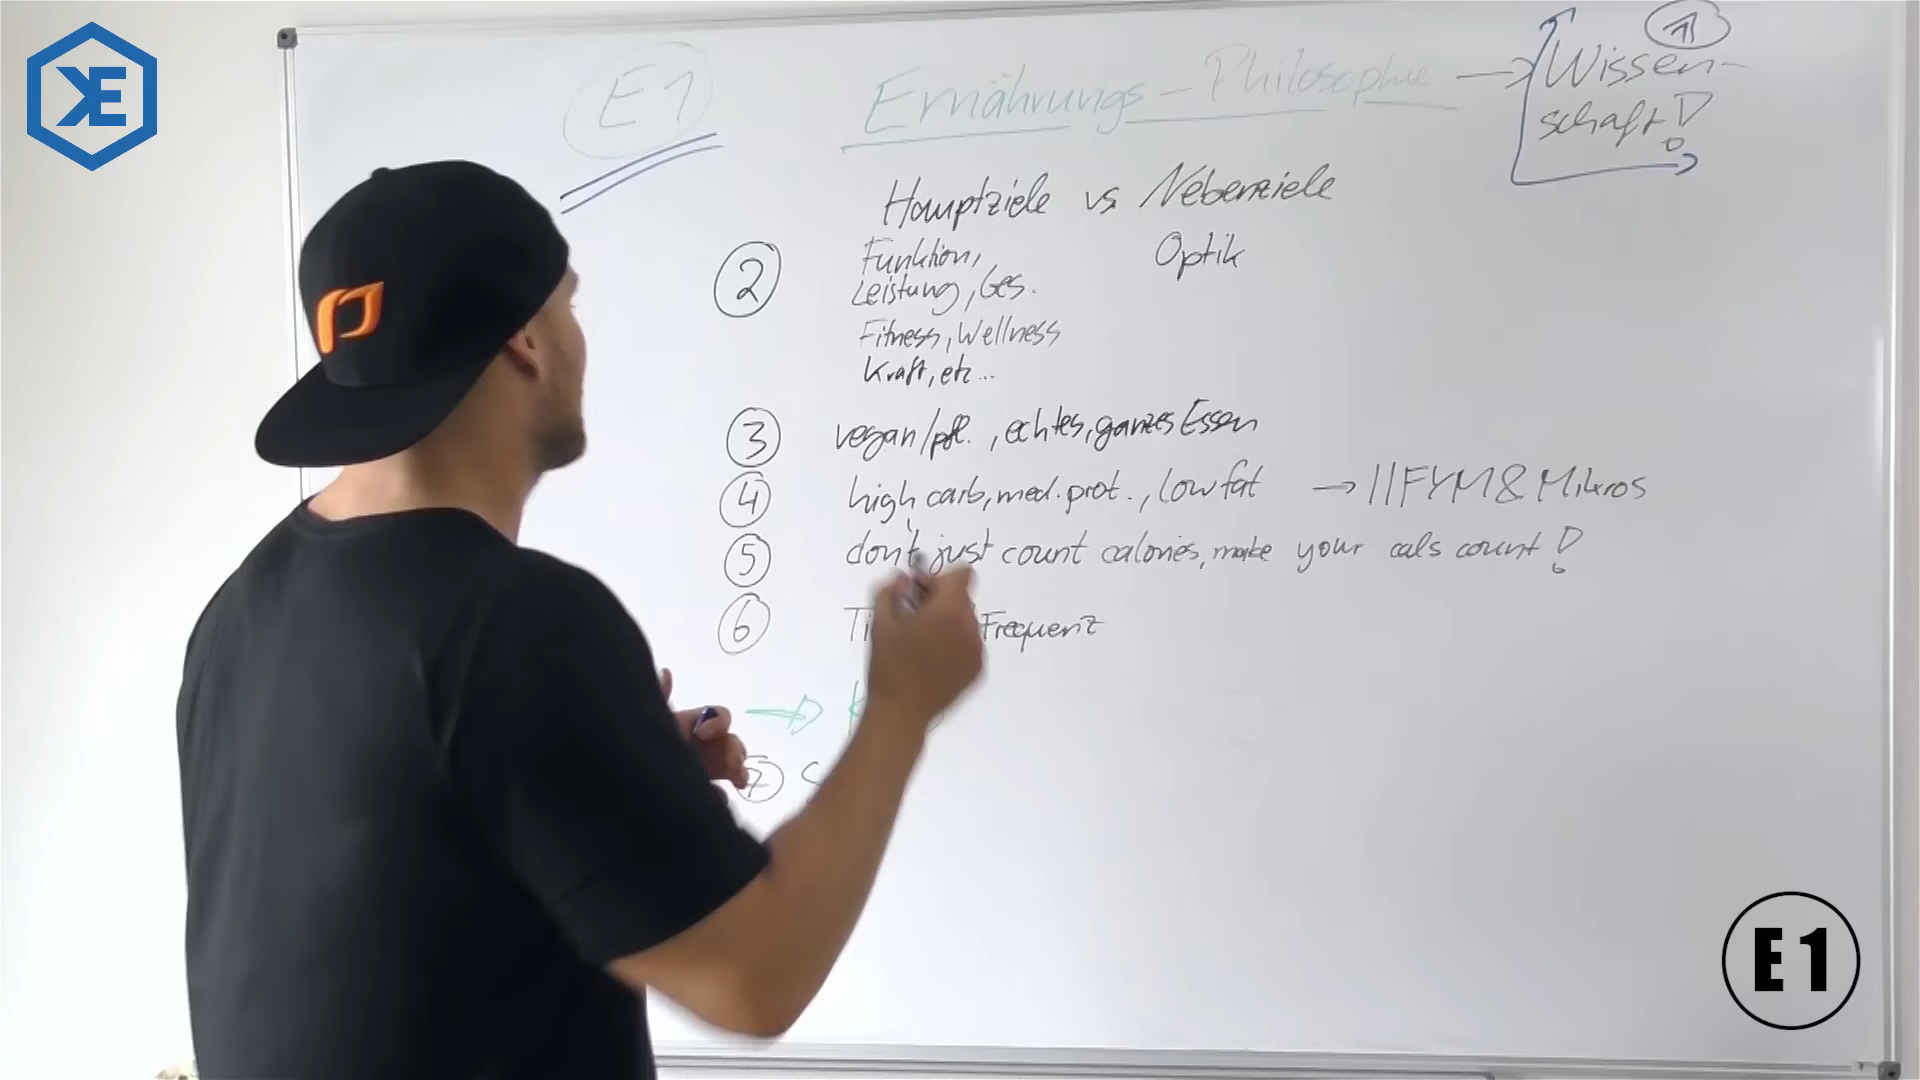 KE
E1
Ernährungs-Philosophie → Wissen-
schaft!
1
Hauptziele vs Nebenziele
2 Funktion, Optik
Leistung, Ges.
Fitness, Wellness
Kraft, etc...
3 vegan/pfl., echtes, ganzes Essen
4 high carb, med. prot., low fat → IIFYM & Mikros
5 don't just count calories, make your cals count!
6 Frequenz
7
E1